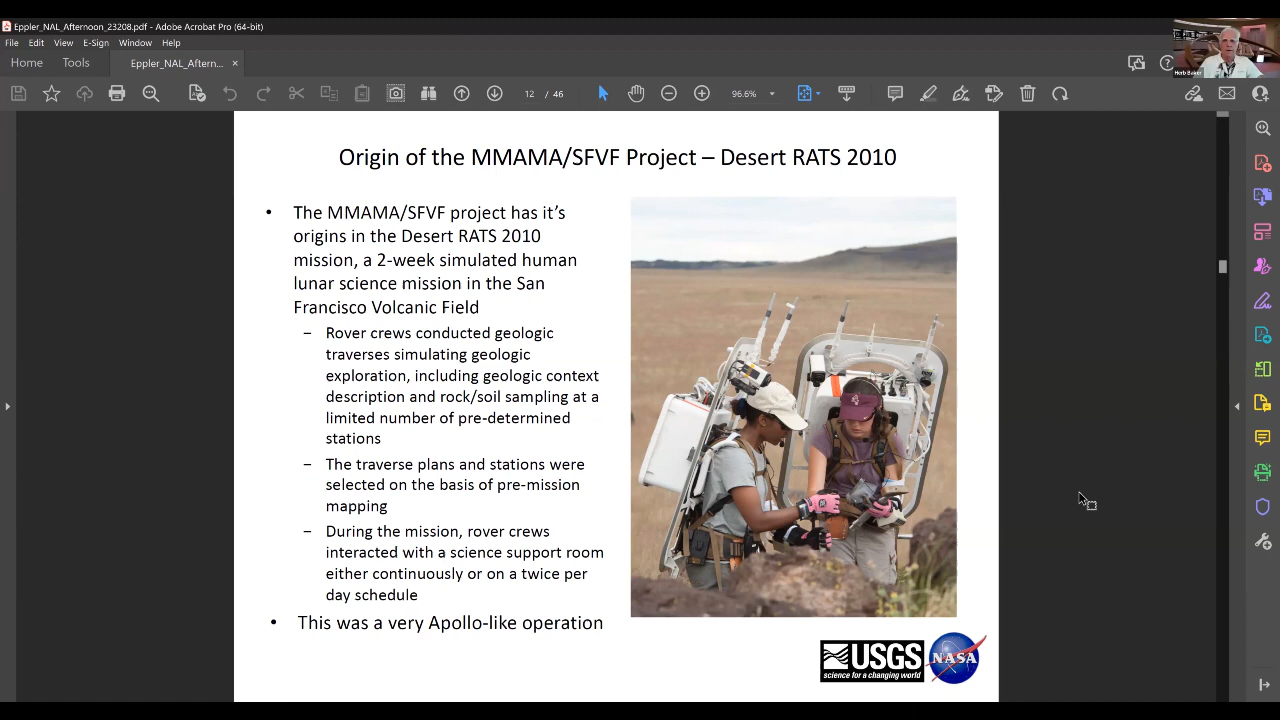 Eppler_NAL_Afternoon_23208.pdf - Adobe Acrobat Pro (64-bit)
File Edit View E-Sign Window Help
Home Tools Eppler_NAL_Aftern... ×
12 / 46 96.6%
Herb Baker
Origin of the MMAMA/SFVF Project – Desert RATS 2010
• The MMAMA/SFVF project has it's
origins in the Desert RATS 2010
mission, a 2-week simulated human
lunar science mission in the San
Francisco Volcanic Field
– Rover crews conducted geologic
traverses simulating geologic
exploration, including geologic context
description and rock/soil sampling at a
limited number of pre-determined
stations
– The traverse plans and stations were
selected on the basis of pre-mission
mapping
– During the mission, rover crews
interacted with a science support room
either continuously or on a twice per
day schedule
• This was a very Apollo-like operation
USGS
science for a changing world
NASA